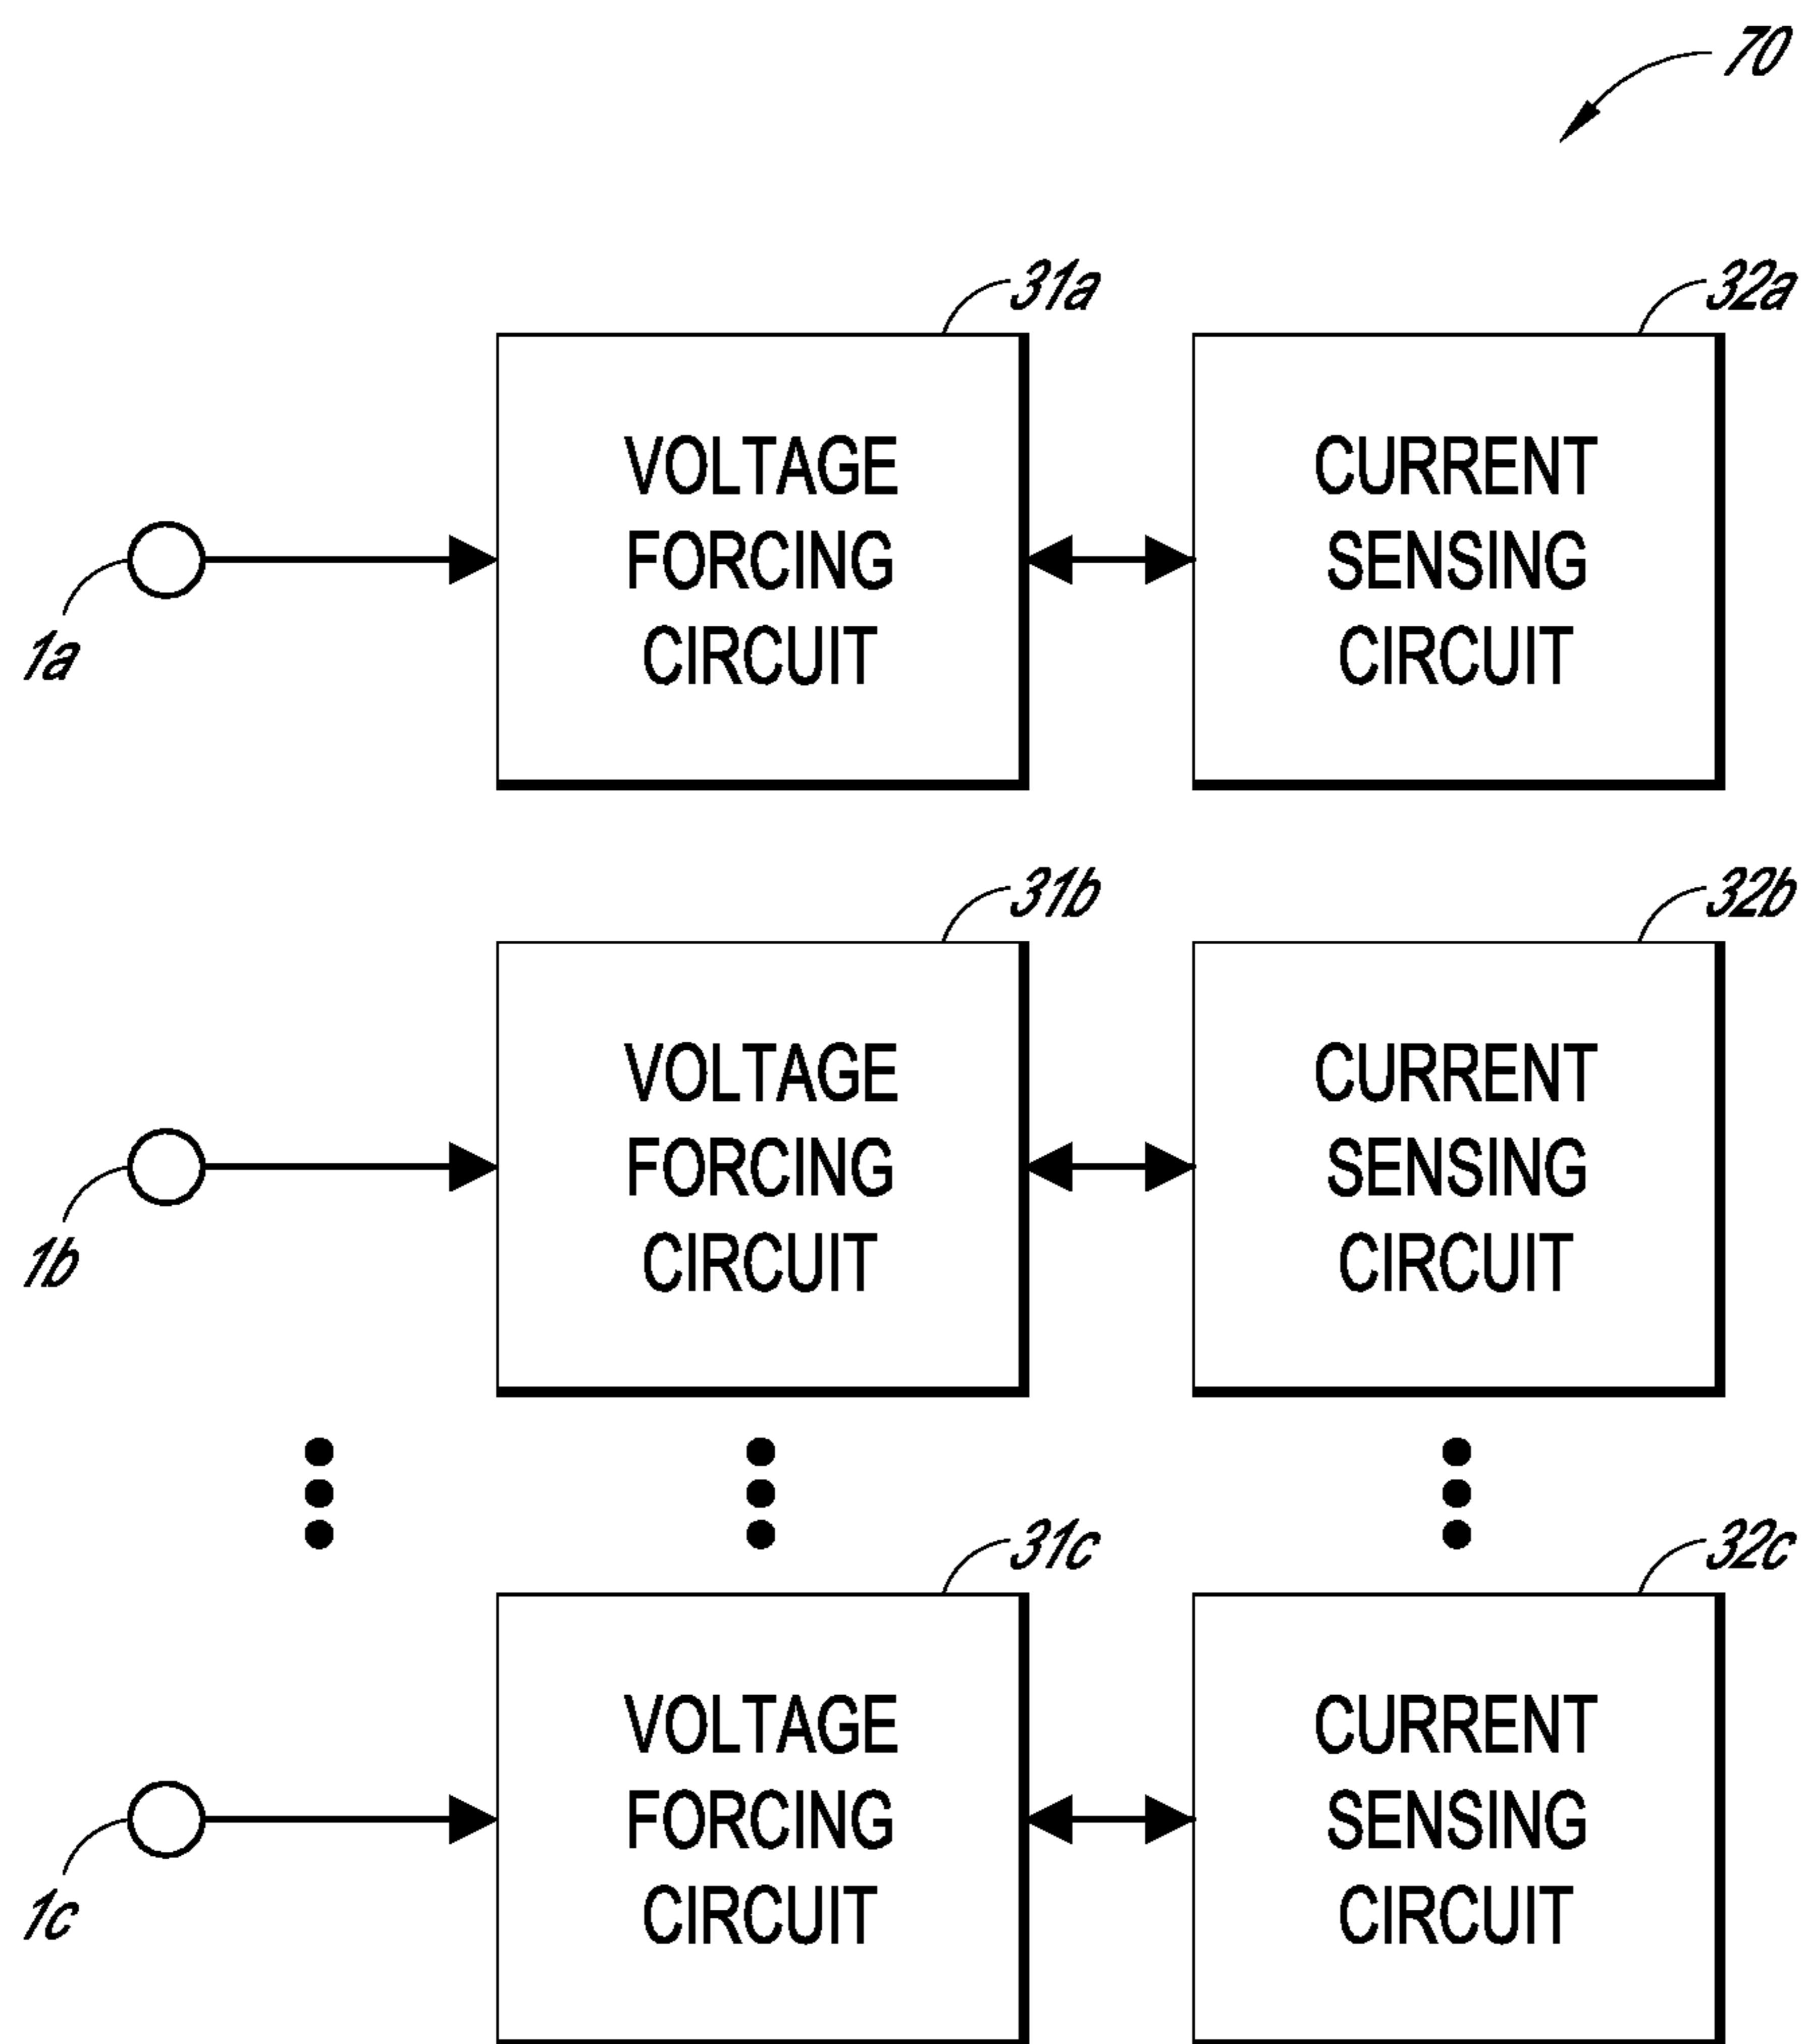 70
31a
32a
VOLTAGE
FORCING
CIRCUIT
CURRENT
SENSING
CIRCUIT
1a
31b
32b
VOLTAGE
FORCING
CIRCUIT
CURRENT
SENSING
CIRCUIT
1b
31c
32c
VOLTAGE
FORCING
CIRCUIT
CURRENT
SENSING
CIRCUIT
1c